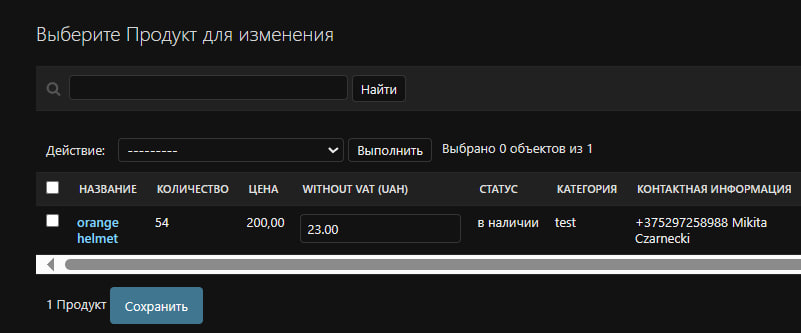 Выберите Продукт для изменения
Найти
Действие: --------- Выполнить Выбрано 0 объектов из 1
НАЗВАНИЕ КОЛИЧЕСТВО ЦЕНА WITHOUT VAT (UAH) СТАТУС КАТЕГОРИЯ КОНТАКТНАЯ ИНФОРМАЦИЯ
orange 54 200,00 23.00 в наличии test +375297258988 Mikita
helmet Czarnecki
1 Продукт Сохранить